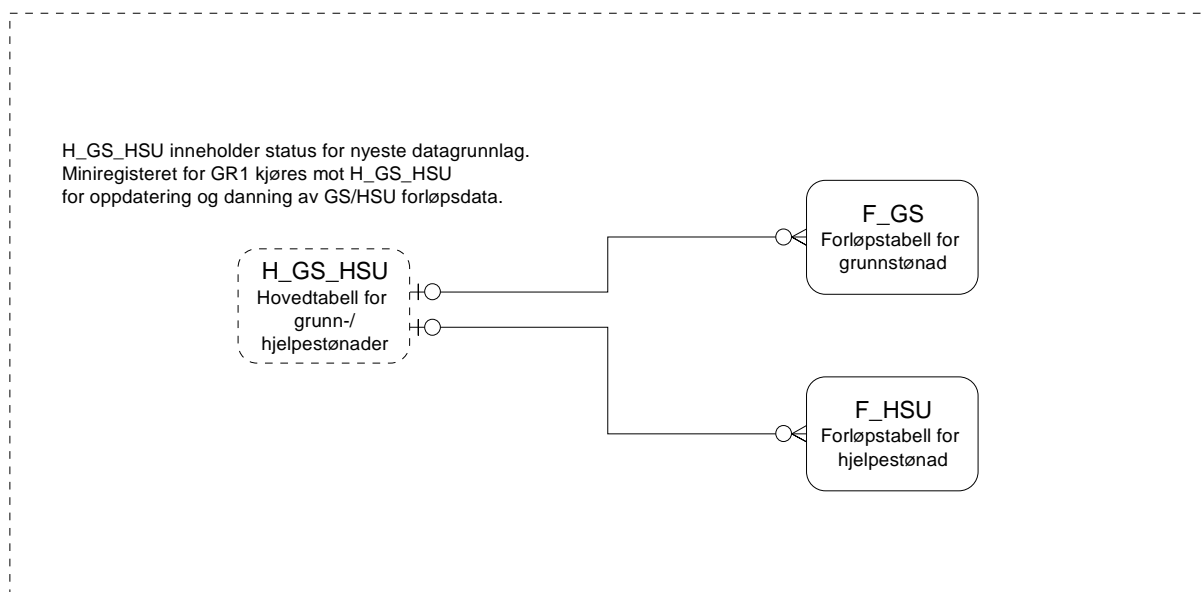 H_GS_HSU inneholder status for nyeste datagrunnlag.
Miniregisteret for GR1 kjøres mot H_GS_HSU
for oppdatering og danning av GS/HSU forløpsdata.
H_GS_HSU
Hovedtabell for
grunn-/
hjelpestønader
F_GS
Forløpstabell for
grunnstønad
F_HSU
Forløpstabell for
hjelpestønad